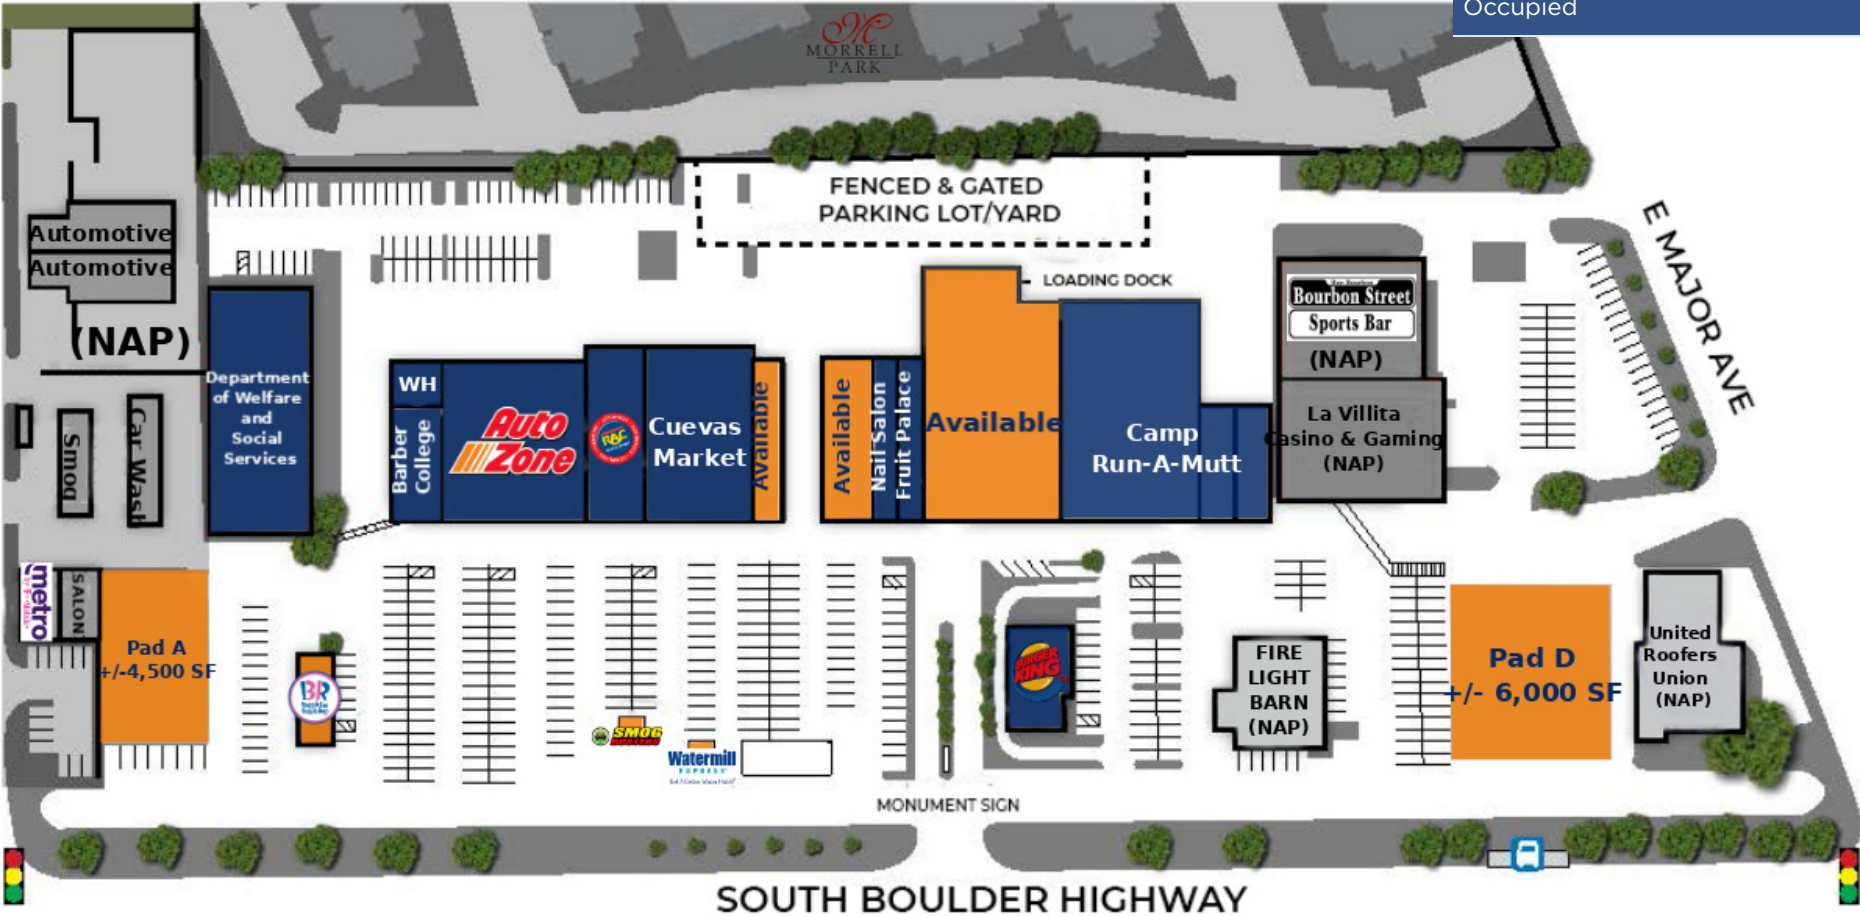 Occupied
M
MORRELL
PARK
FENCED & GATED
PARKING LOT/YARD
E MAJOR AVE
Automotive
Automotive
(NAP)
LOADING DOCK
Bourbon Street
Sports Bar
(NAP)
Department
of Welfare
and
Social
Services
WH
Barber
College
Auto
Zone
R&C
Cuevas
Market
Available
Available
Nail Salon
Fruit Palace
Available
Camp
Run-A-Mutt
La Villita
Casino & Gaming
(NAP)
Smog
Car Wash
metro
SALON
Pad A
+/-4,500 SF
BR
BURGER
KING
FIRE
LIGHT
BARN
(NAP)
Pad D
+/- 6,000 SF
United
Roofers
Union
(NAP)
SMOG
Watermill
EXPRESS
MONUMENT SIGN
SOUTH BOULDER HIGHWAY